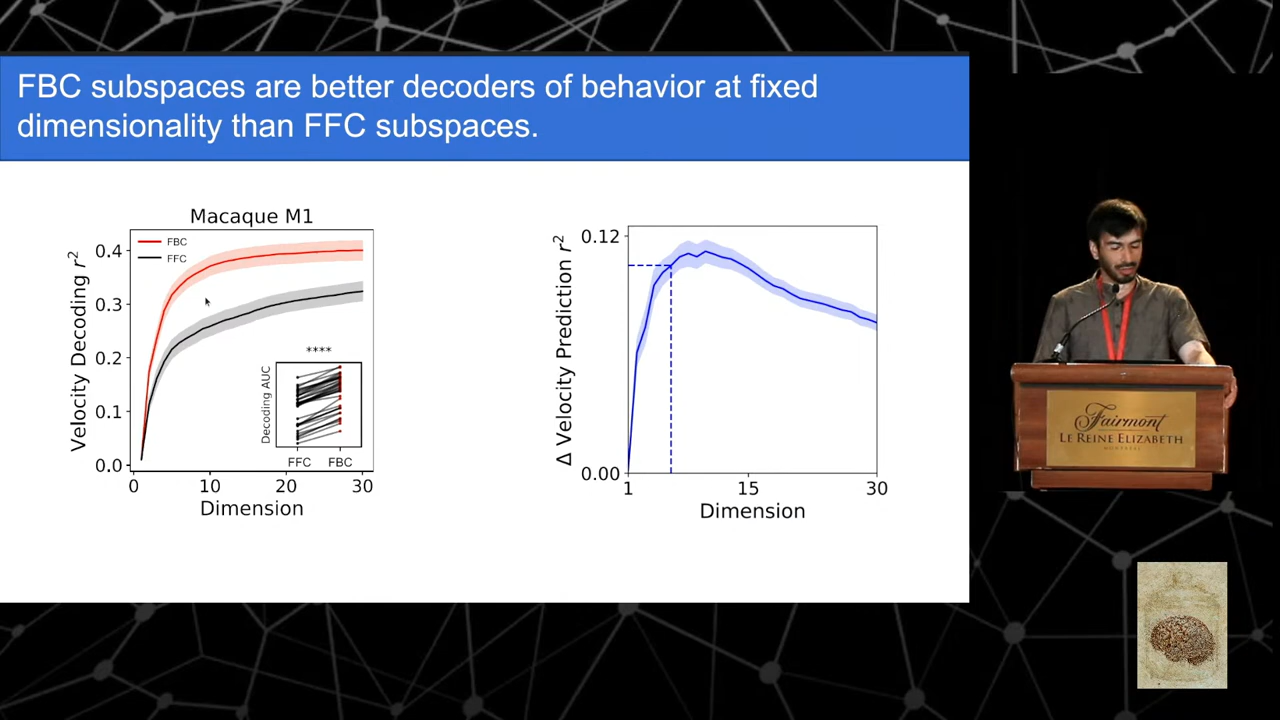 FBC subspaces are better decoders of behavior at fixed
dimensionality than FFC subspaces.
Macaque M1
Velocity Decoding r²
0.4
0.3
0.2
0.1
0.0
FBC
FFC
****
Decoding AUC
FFC FBC
0 10 20 30
Dimension
Δ Velocity Prediction r²
0.12
0.00
1 15 30
Dimension
Fairmont
LE REINE ELIZABETH
MONTRÉAL